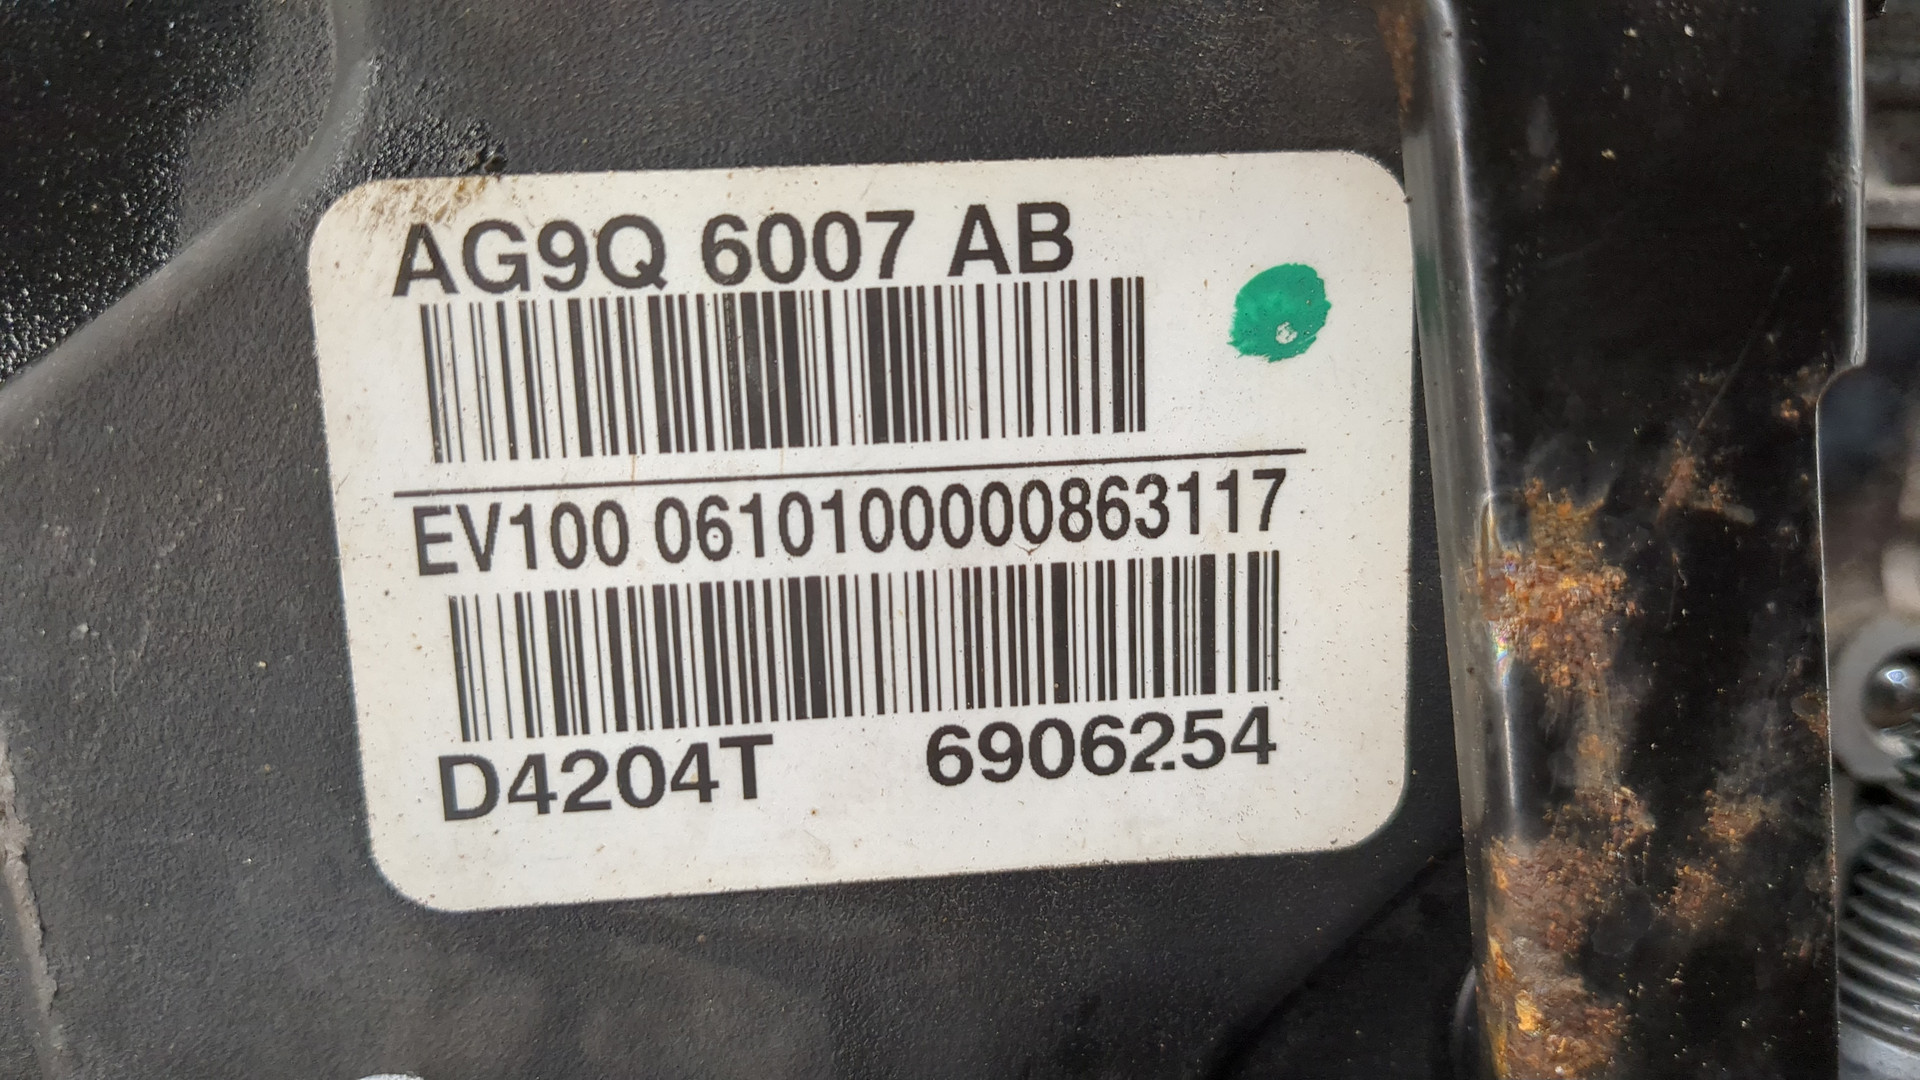 AG9Q 6007 AB
EV100 0610100000863117
D4204T 6906254